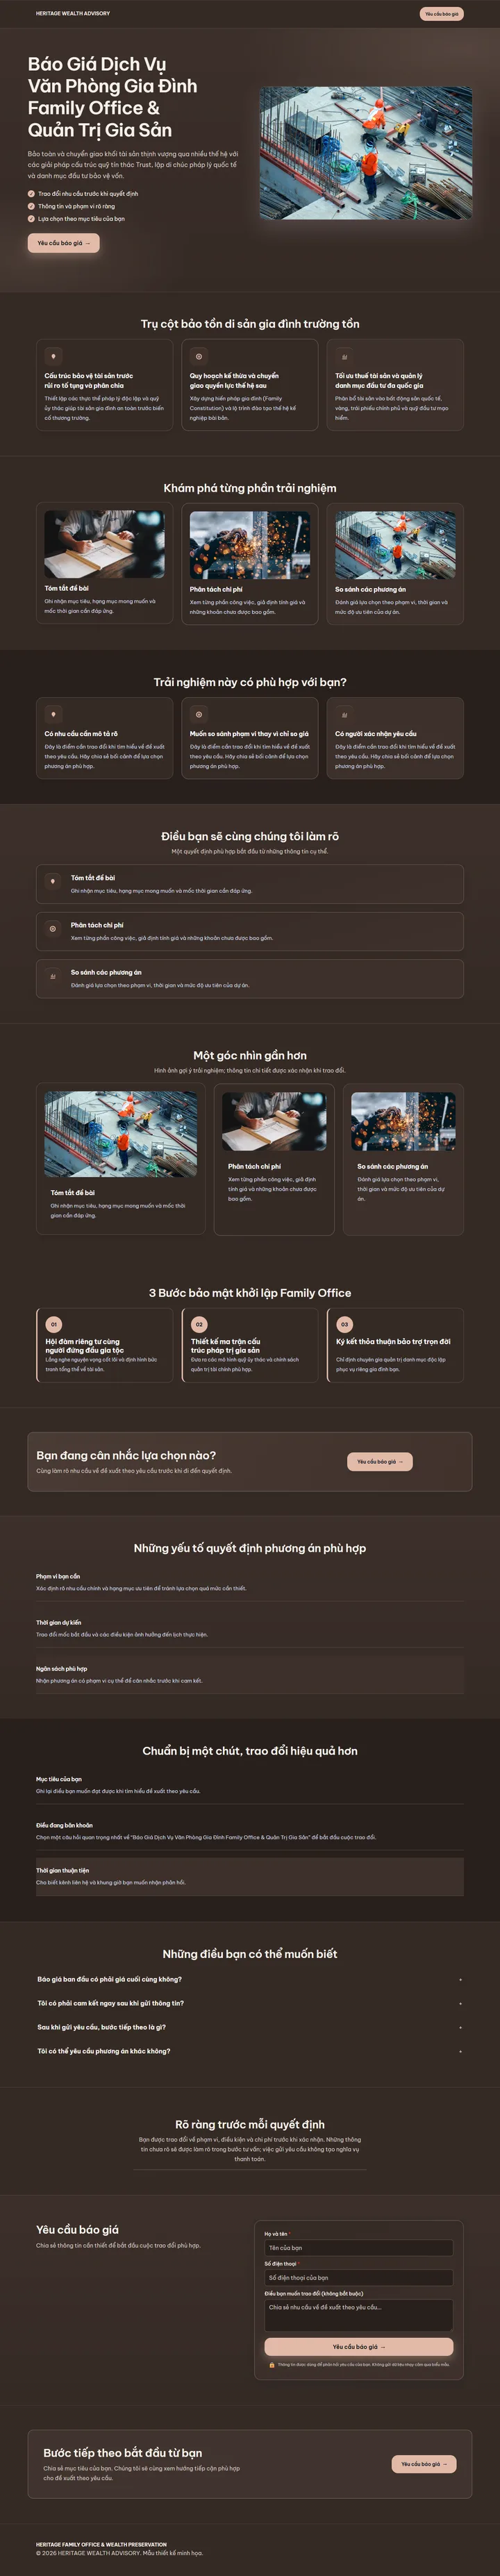 HERITAGE WEALTH ADVISORY
Yêu cầu báo giá
Báo Giá Dịch Vụ
Văn Phòng Gia Đình
Family Office &
Quản Trị Gia Sản
Bảo toàn và chuyển giao khối tài sản thịnh vượng qua nhiều thế hệ với
các giải pháp cấu trúc quỹ tín thác Trust, lập di chúc pháp lý quốc tế
và danh mục đầu tư bảo vệ vốn.
Trao đổi nhu cầu trước khi quyết định
Thông tin và phạm vi rõ ràng
Lựa chọn theo mục tiêu của bạn
Yêu cầu báo giá →
Trụ cột bảo tồn di sản gia đình trường tồn
Cấu trúc bảo vệ tài sản trước
rủi ro tố tụng và phân chia
Thiết lập các thực thể pháp lý độc lập và quỹ
ủy thác giúp tài sản gia đình an toàn trước biến
cố thương trường.
Quy hoạch kế thừa và chuyển
giao quyền lực thế hệ sau
Xây dựng hiến pháp gia đình (Family
Constitution) và lộ trình đào tạo thế hệ kế
nghiệp bài bản.
Tối ưu thuế tài sản và quản lý
danh mục đầu tư đa quốc gia
Phân bổ tài sản vào bất động sản quốc tế,
vàng, trái phiếu chính phủ và quỹ đầu tư mạo
hiểm.
Khám phá từng phần trải nghiệm
Tóm tắt đề bài
Ghi nhận mục tiêu, hạng mục mong muốn và
mốc thời gian cần đáp ứng.
Phân tách chi phí
Xem từng phần công việc, giả định tính giá và
những khoản chưa được bao gồm.
So sánh các phương án
Đánh giá lựa chọn theo phạm vi, thời gian và
mức độ ưu tiên của dự án.
Trải nghiệm này có phù hợp với bạn?
Có nhu cầu cần mô tả rõ
Đây là điểm cần trao đổi khi tìm hiểu về đề xuất
theo yêu cầu. Hãy chia sẻ bối cảnh để lựa chọn
phương án phù hợp.
Muốn so sánh phạm vi thay vì chỉ so giá
Đây là điểm cần trao đổi khi tìm hiểu về đề xuất
theo yêu cầu. Hãy chia sẻ bối cảnh để lựa chọn
phương án phù hợp.
Có người xác nhận yêu cầu
Đây là điểm cần trao đổi khi tìm hiểu về đề xuất
theo yêu cầu. Hãy chia sẻ bối cảnh để lựa chọn
phương án phù hợp.
Điều bạn sẽ cùng chúng tôi làm rõ
Một quyết định phù hợp bắt đầu từ những thông tin cụ thể.
Tóm tắt đề bài
Ghi nhận mục tiêu, hạng mục mong muốn và mốc thời gian cần đáp ứng.
Phân tách chi phí
Xem từng phần công việc, giả định tính giá và những khoản chưa được bao gồm.
So sánh các phương án
Đánh giá lựa chọn theo phạm vi, thời gian và mức độ ưu tiên của dự án.
Một góc nhìn gần hơn
Hình ảnh gợi ý trải nghiệm; thông tin chi tiết được xác nhận khi trao đổi.
Tóm tắt đề bài
Ghi nhận mục tiêu, hạng mục mong muốn và mốc thời
gian cần đáp ứng.
Phân tách chi phí
Xem từng phần công việc, giả định
tính giá và những khoản chưa được
bao gồm.
So sánh các phương án
Đánh giá lựa chọn theo phạm vi,
thời gian và mức độ ưu tiên của dự
án.
3 Bước bảo mật khởi lập Family Office
01
Hội đàm riêng tư cùng
người đứng đầu gia tộc
Lắng nghe nguyện vọng cốt lõi và định hình bức
tranh tổng thể về tài sản.
02
Thiết kế ma trận cấu
trúc pháp trị gia sản
Đưa ra các mô hình quỹ ủy thác và chính sách
quản trị tài chính phù hợp.
03
Ký kết thỏa thuận bảo trợ trọn đời
Chỉ định chuyên gia quản trị danh mục độc lập
phục vụ riêng gia đình bạn.
Bạn đang cân nhắc lựa chọn nào?
Cùng làm rõ nhu cầu về đề xuất theo yêu cầu trước khi đi đến quyết định.
Yêu cầu báo giá →
Những yếu tố quyết định phương án phù hợp
Phạm vi bạn cần
Xác định rõ nhu cầu chính và hạng mục ưu tiên để tránh lựa chọn quá mức cần thiết.
Thời gian dự kiến
Trao đổi mốc bắt đầu và các điều kiện ảnh hưởng đến lịch thực hiện.
Ngân sách phù hợp
Nhận phương án có phạm vi cụ thể để cân nhắc trước khi cam kết.
Chuẩn bị một chút, trao đổi hiệu quả hơn
Mục tiêu của bạn
Ghi lại điều bạn muốn đạt được khi tìm hiểu đề xuất theo yêu cầu.
Điều đang băn khoăn
Chọn một câu hỏi quan trọng nhất về "Báo Giá Dịch Vụ Văn Phòng Gia Đình Family Office & Quản Trị Gia Sản" để bắt đầu cuộc trao đổi.
Thời gian thuận tiện
Cho biết kênh liên hệ và khung giờ bạn muốn nhận phản hồi.
Những điều bạn có thể muốn biết
Báo giá ban đầu có phải giá cuối cùng không?
+
Tôi có phải cam kết ngay sau khi gửi thông tin?
+
Sau khi gửi yêu cầu, bước tiếp theo là gì?
+
Tôi có thể yêu cầu phương án khác không?
+
Rõ ràng trước mỗi quyết định
Bạn được trao đổi về phạm vi, điều kiện và chi phí trước khi xác nhận. Những thông
tin chưa rõ sẽ được làm rõ trong bước tư vấn; việc gửi yêu cầu không tạo nghĩa vụ
thanh toán.
Yêu cầu báo giá
Chia sẻ thông tin cần thiết để bắt đầu cuộc trao đổi phù hợp.
Họ và tên *
Tên của bạn
Số điện thoại *
Số điện thoại của bạn
Điều bạn muốn trao đổi (không bắt buộc)
Chia sẻ nhu cầu về đề xuất theo yêu cầu...
Yêu cầu báo giá →
Thông tin được dùng để phản hồi yêu cầu của bạn. Không gửi dữ liệu nhạy cảm qua biểu mẫu.
Bước tiếp theo bắt đầu từ bạn
Chia sẻ mục tiêu của bạn. Chúng tôi sẽ cùng xem hướng tiếp cận phù hợp
cho đề xuất theo yêu cầu.
Yêu cầu báo giá →
HERITAGE FAMILY OFFICE & WEALTH PRESERVATION
© 2026 HERITAGE WEALTH ADVISORY. Mẫu thiết kế minh họa.